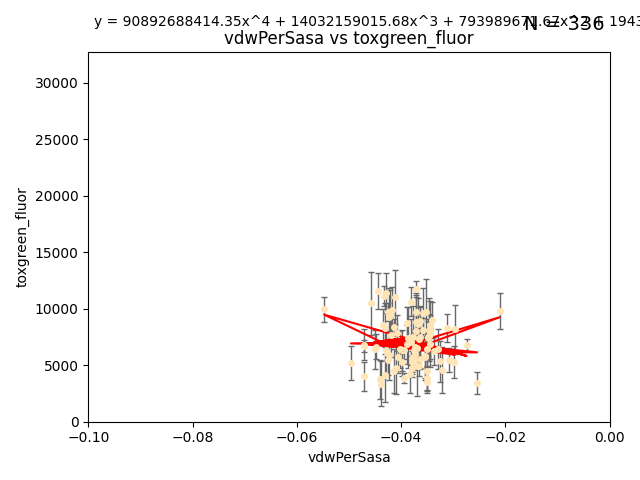 y = 90892688414.35x^4 + 14032159015.68x^3 +
N = 336
vdwPerSasa vs toxgreen_fluor
30000
25000
20000
15000
10000
5000
0
toxgreen_fluor
−0.10
−0.08
−0.06
−0.04
−0.02
0.00
vdwPerSasa